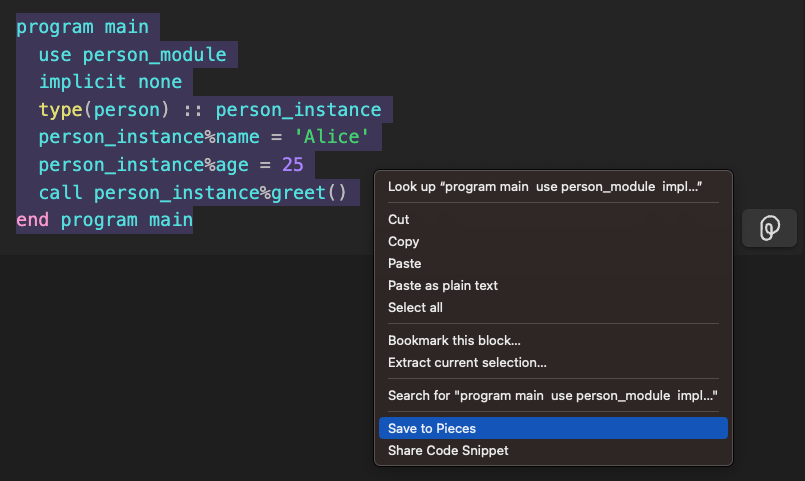 program main
  use person_module
  implicit none
  type(person) :: person_instance
  person_instance%name = 'Alice'
  person_instance%age = 25
  call person_instance%greet()
end program main
Look up “program main  use person_module  impl...”
Cut
Copy
Paste
Paste as plain text
Select all
Bookmark this block...
Extract current selection...
Search for "program main  use person_module  impl..."
Save to Pieces
Share Code Snippet